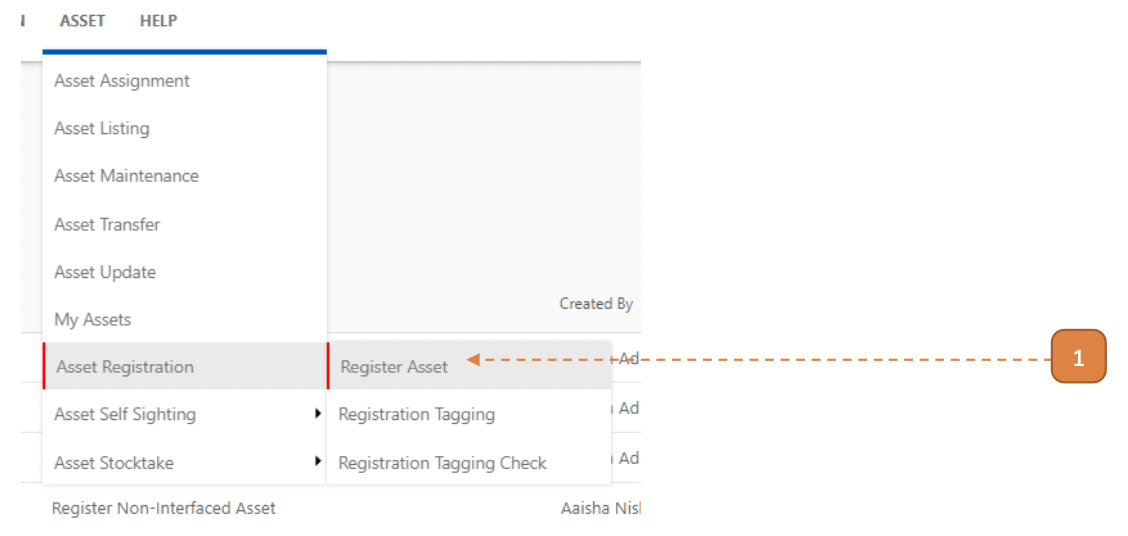 ASSET HELP
Asset Assignment
Asset Listing
Asset Maintenance
Asset Transfer
Asset Update
Created By
My Assets
Asset Registration
Register Asset
Ad
1
Asset Self Sighting
Registration Tagging
Ad
Asset Stocktake
Registration Tagging Check
Ad
Register Non-Interfaced Asset
Aaisha